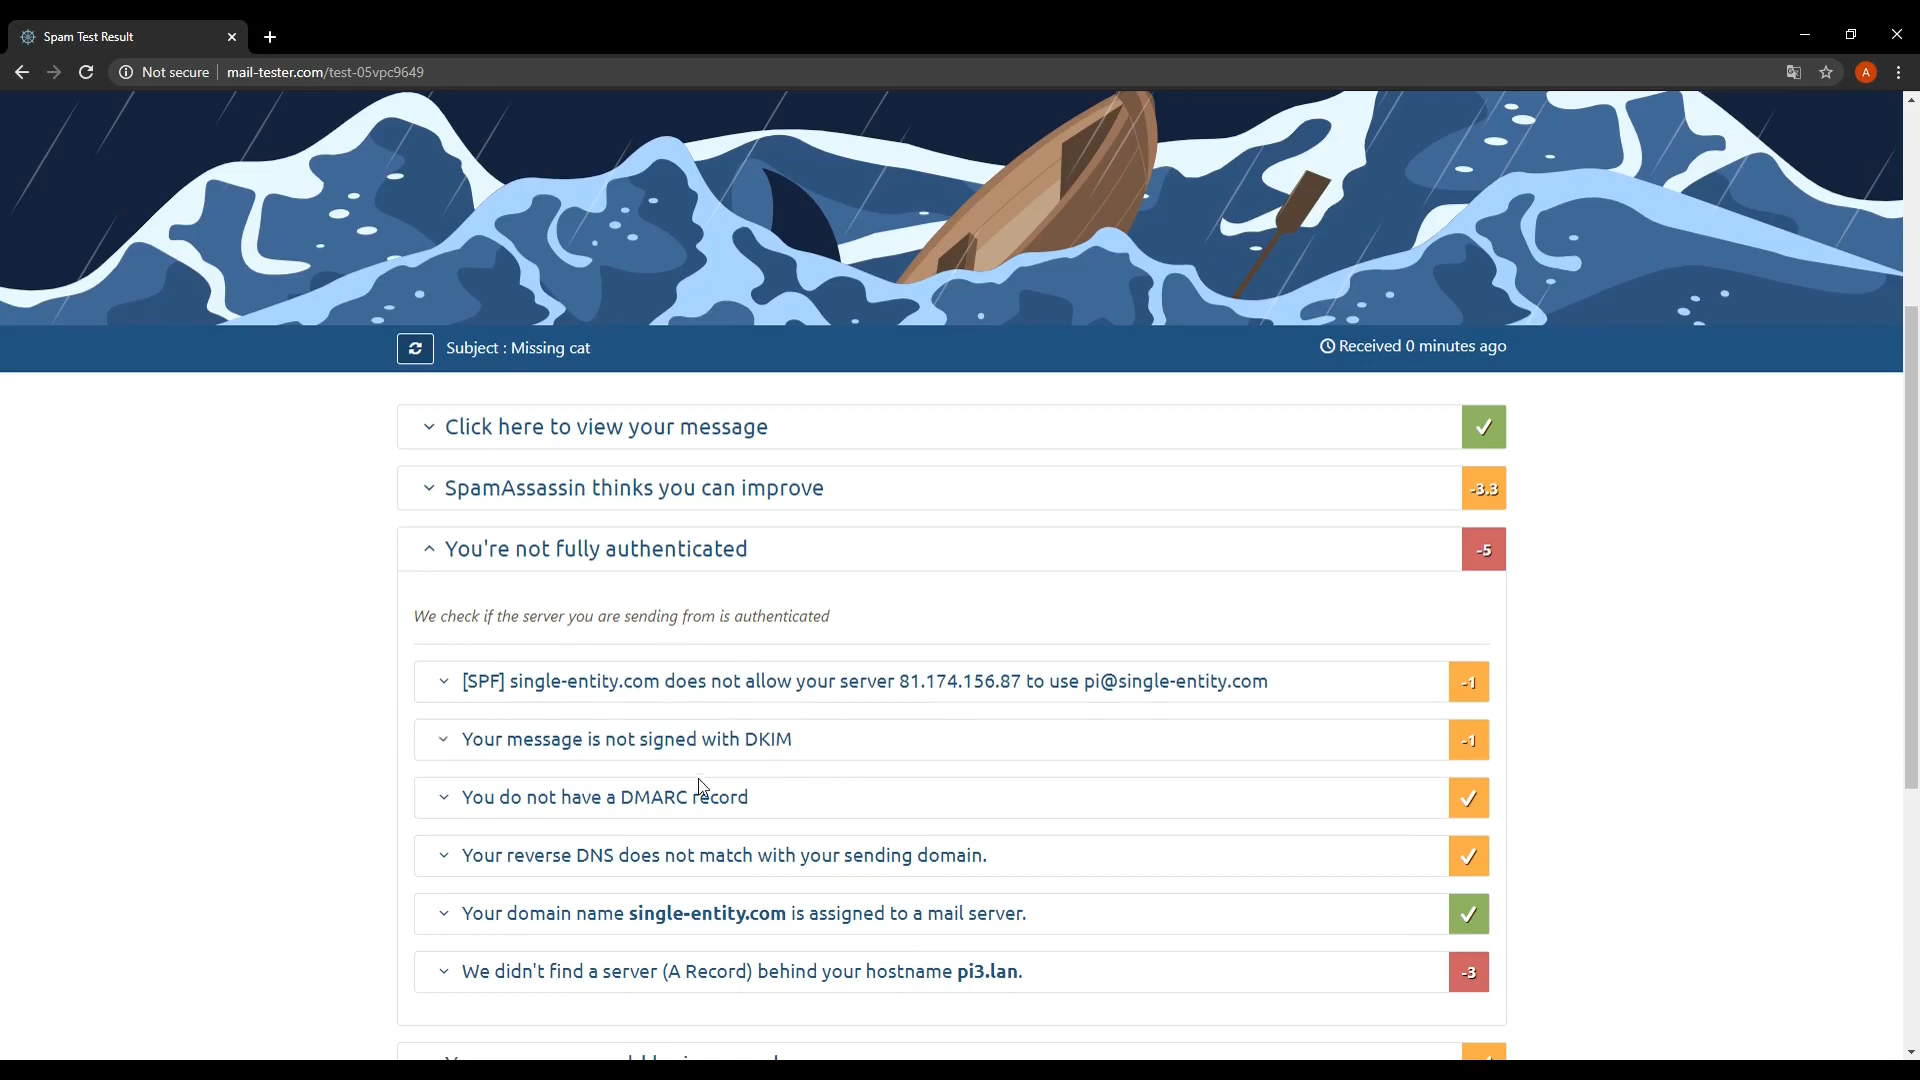 Spam Test Result
Not secure mail-tester.com/test-05vpc9649
A
Subject : Missing cat
Received 0 minutes ago
Click here to view your message
SpamAssassin thinks you can improve -3.3
You're not fully authenticated -5
We check if the server you are sending from is authenticated
[SPF] single-entity.com does not allow your server 81.174.156.87 to use pi@single-entity.com -1
Your message is not signed with DKIM -1
You do not have a DMARC record
Your reverse DNS does not match with your sending domain.
Your domain name single-entity.com is assigned to a mail server.
We didn't find a server (A Record) behind your hostname pi3.lan. -3